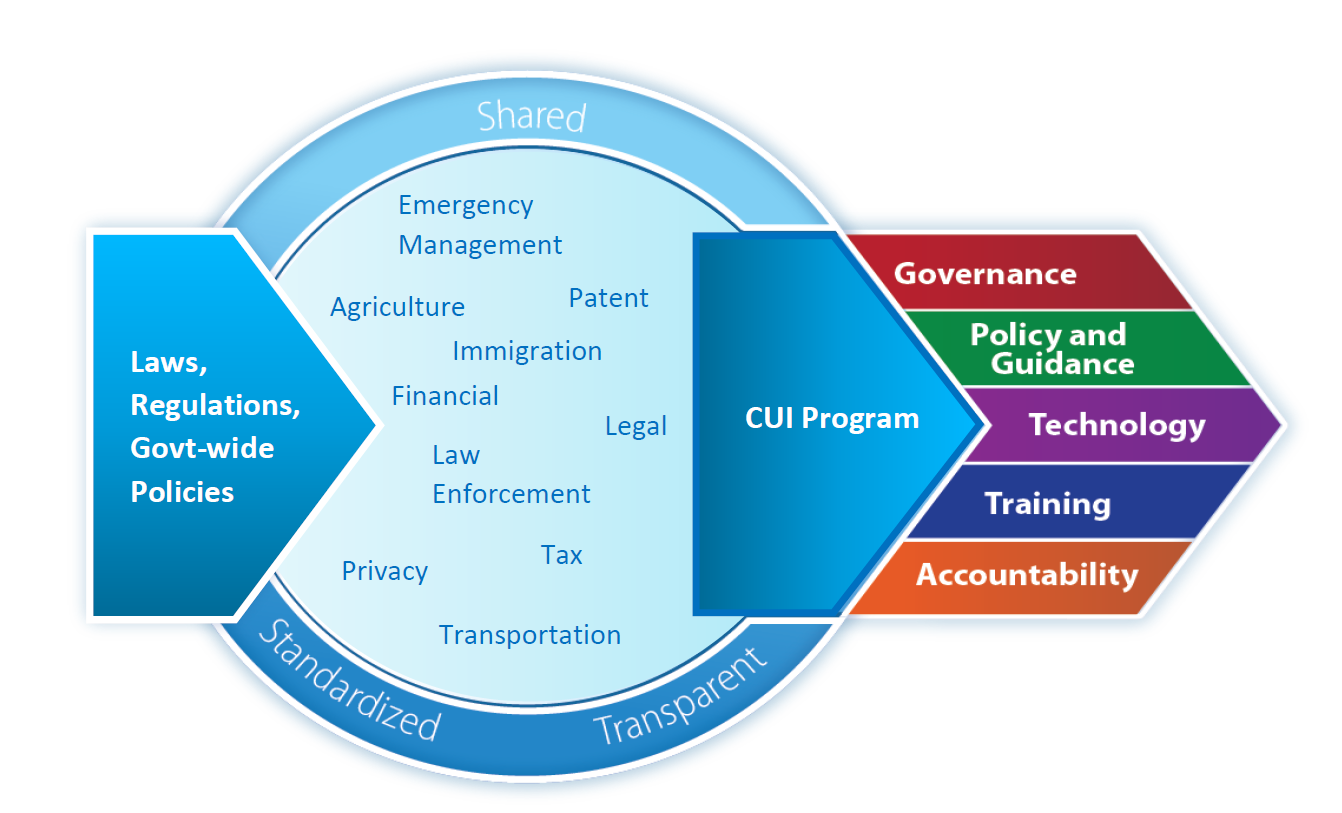 Shared
Emergency
Management
Agriculture
Patent
Immigration
Financial
Legal
Law
Enforcement
Tax
Privacy
Transportation
Standardized
Transparent
Laws,
Regulations,
Govt-wide
Policies
CUI Program
Governance
Policy and
Guidance
Technology
Training
Accountability